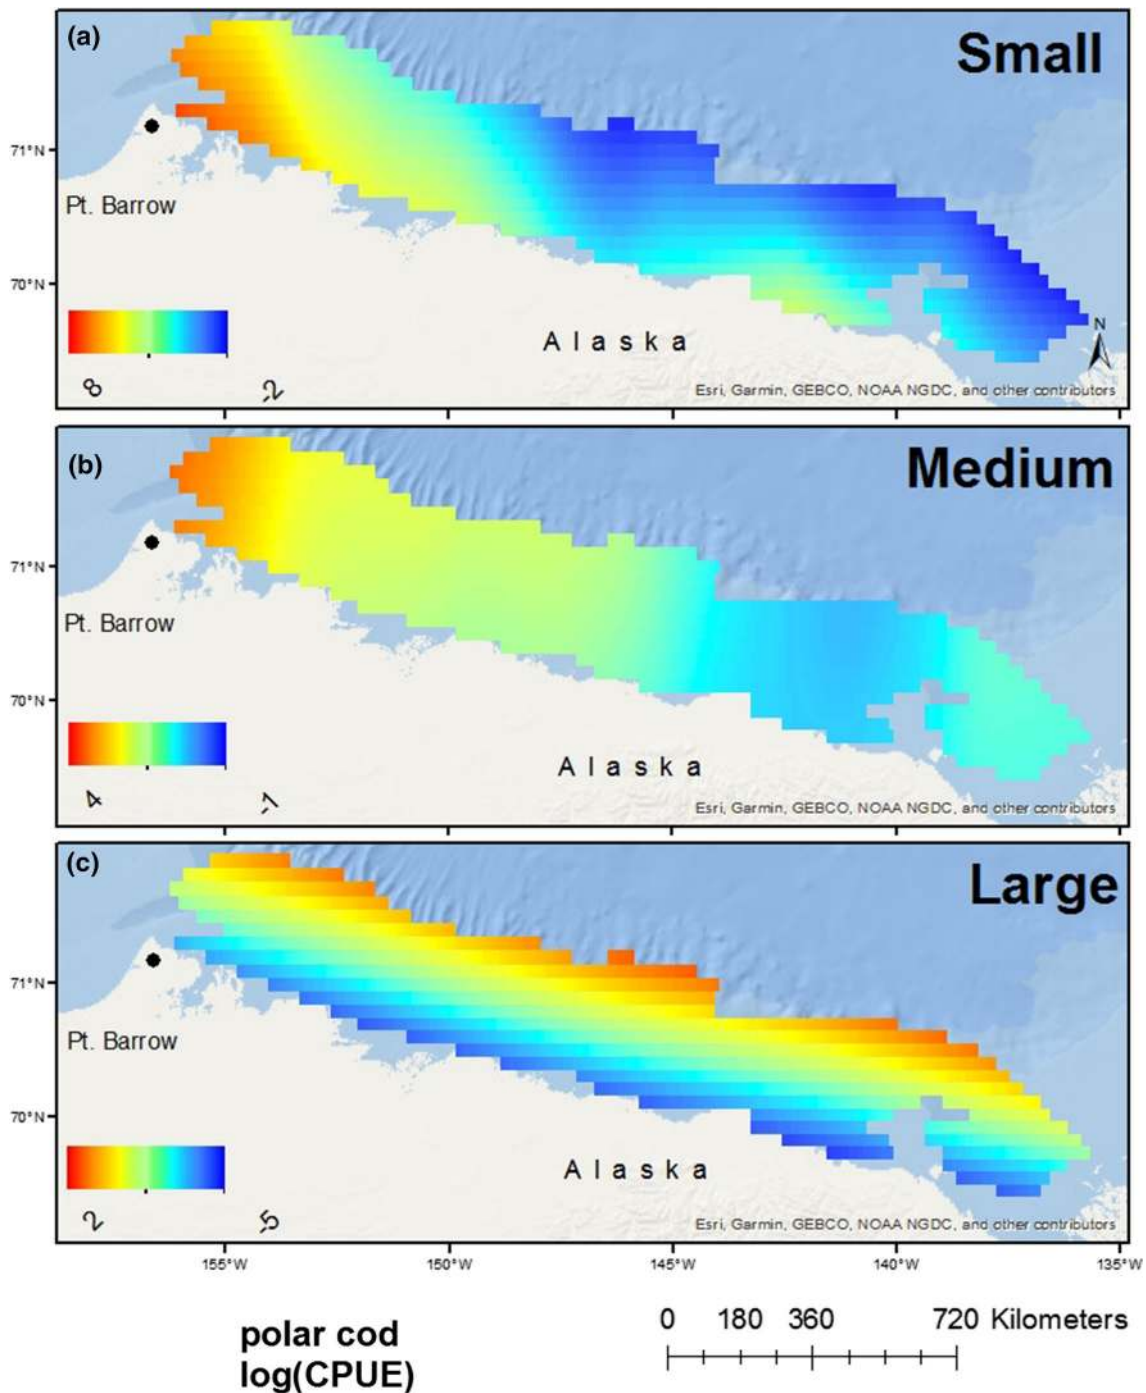 (a)
Small
71°N
Pt. Barrow
70°N
Alaska
N
8
-2
Esri, Garmin, GEBCO, NOAA NGDC, and other contributors
(b)
Medium
71°N
Pt. Barrow
70°N
Alaska
4
-1
Esri, Garmin, GEBCO, NOAA NGDC, and other contributors
(c)
Large
71°N
Pt. Barrow
70°N
Alaska
2
-5
Esri, Garmin, GEBCO, NOAA NGDC, and other contributors
155°W 150°W 145°W 140°W 135°W
polar cod
log(CPUE)
0 180 360 720 Kilometers